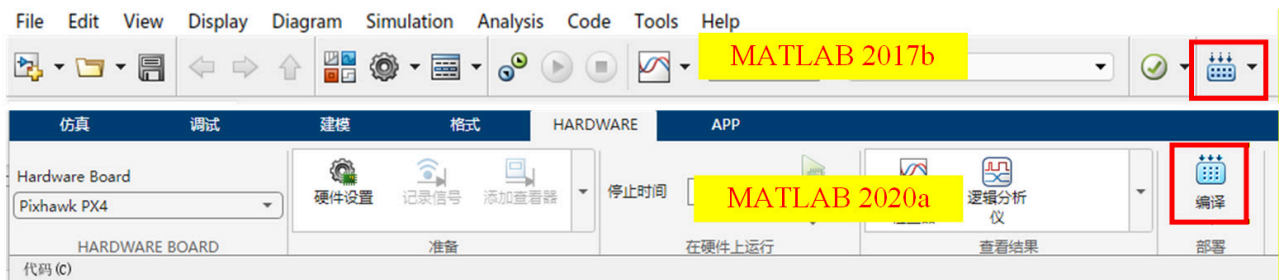 File Edit View Display Diagram Simulation Analysis Code Tools Help
MATLAB 2017b
仿真 调试 建模 格式 HARDWARE APP
Hardware Board
Pixhawk PX4
硬件设置 记录信号 添加查看器
停止时间
MATLAB 2020a
逻辑分析
仪
编译
HARDWARE BOARD 准备 在硬件上运行 查看结果 部署
代码 (C)